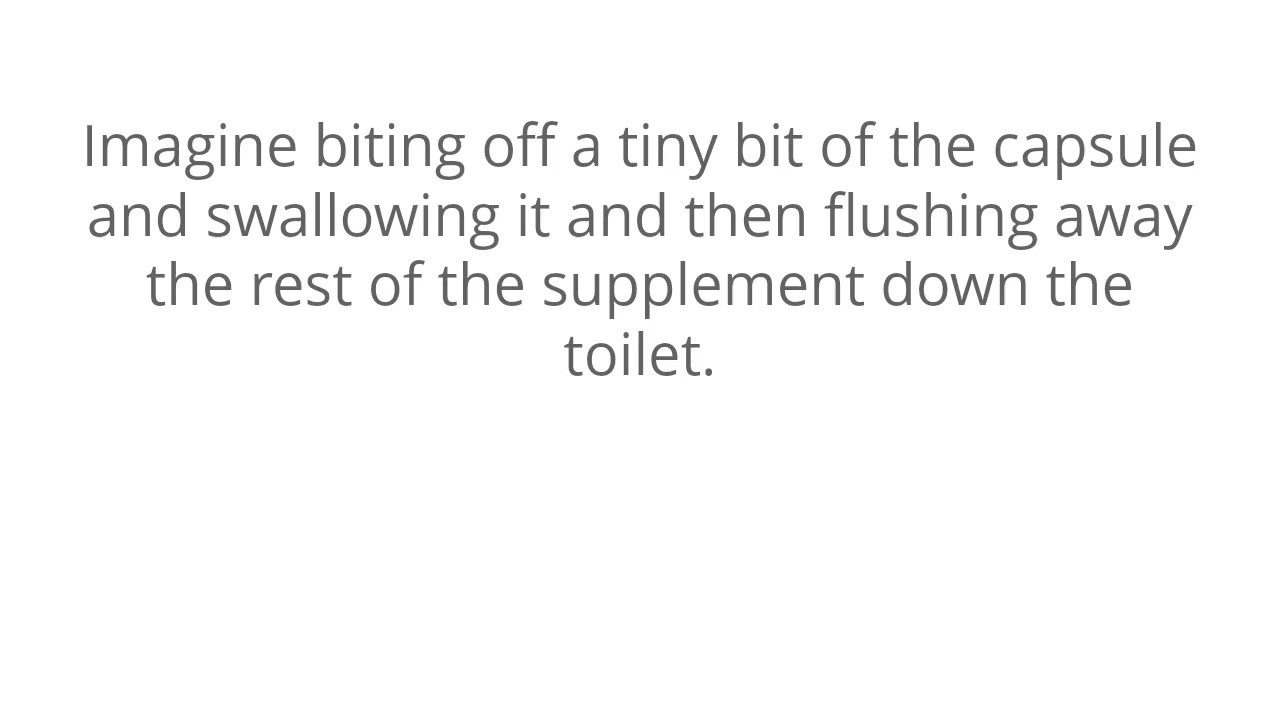 Imagine biting off a tiny bit of the capsule
and swallowing it and then flushing away
the rest of the supplement down the
toilet.